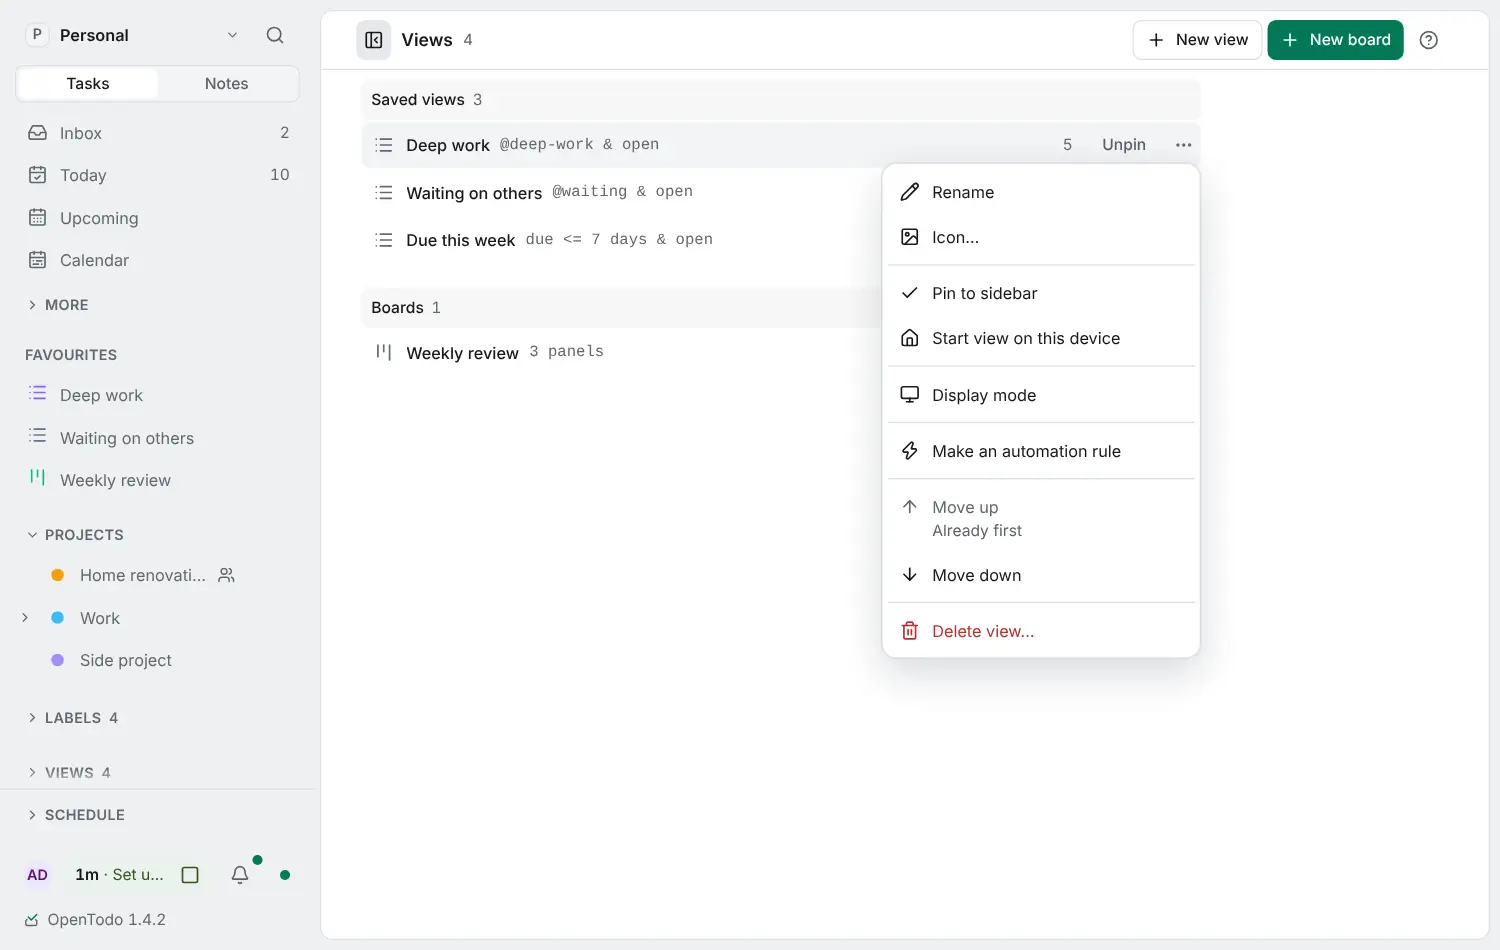 P Personal
Tasks Notes
Inbox 2
Today 10
Upcoming
Calendar
MORE
FAVOURITES
Deep work
Waiting on others
Weekly review
PROJECTS
Home renovati...
Work
Side project
LABELS 4
VIEWS 4
SCHEDULE
AD 1m · Set u...
OpenTodo 1.4.2
Views 4
New view
New board
Saved views 3
Deep work @deep-work & open 5 Unpin
Waiting on others @waiting & open
Due this week due <= 7 days & open
Boards 1
Weekly review 3 panels
Rename
Icon...
Pin to sidebar
Start view on this device
Display mode
Make an automation rule
Move up
Already first
Move down
Delete view...